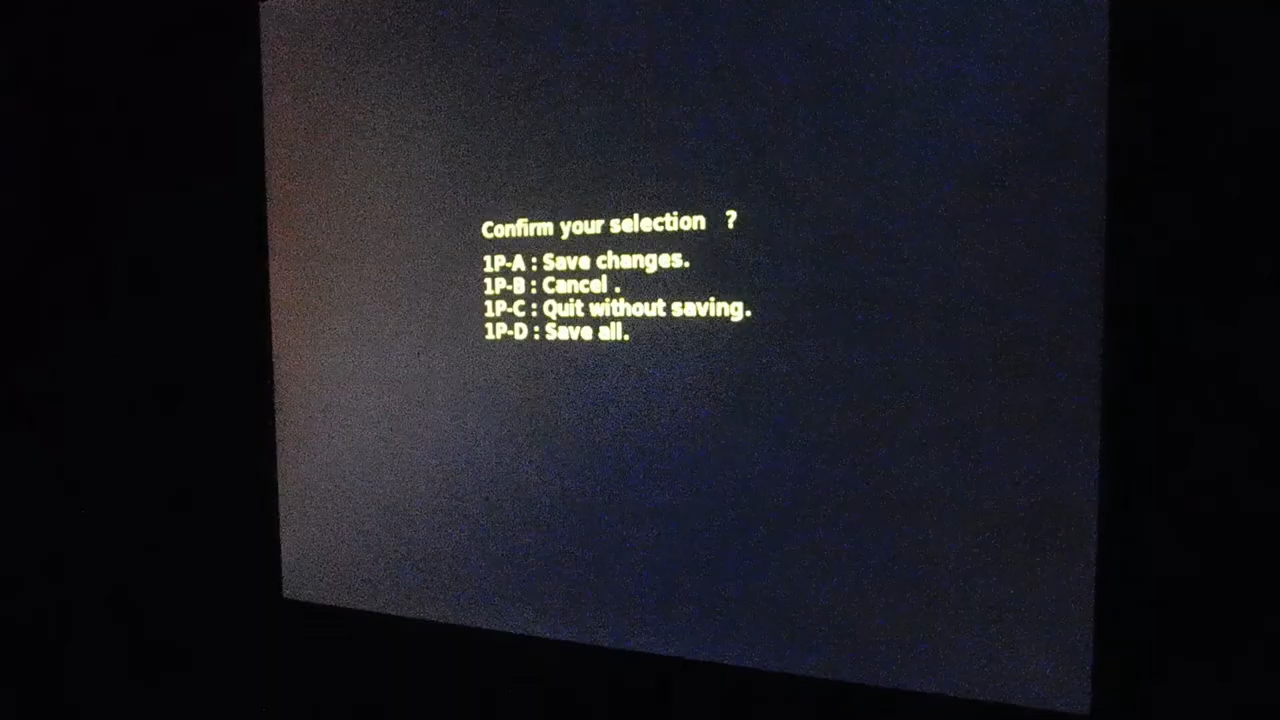 Confirm your selection ?
1P-A : Save changes.
1P-B : Cancel .
1P-C : Quit without saving.
1P-D : Save all.